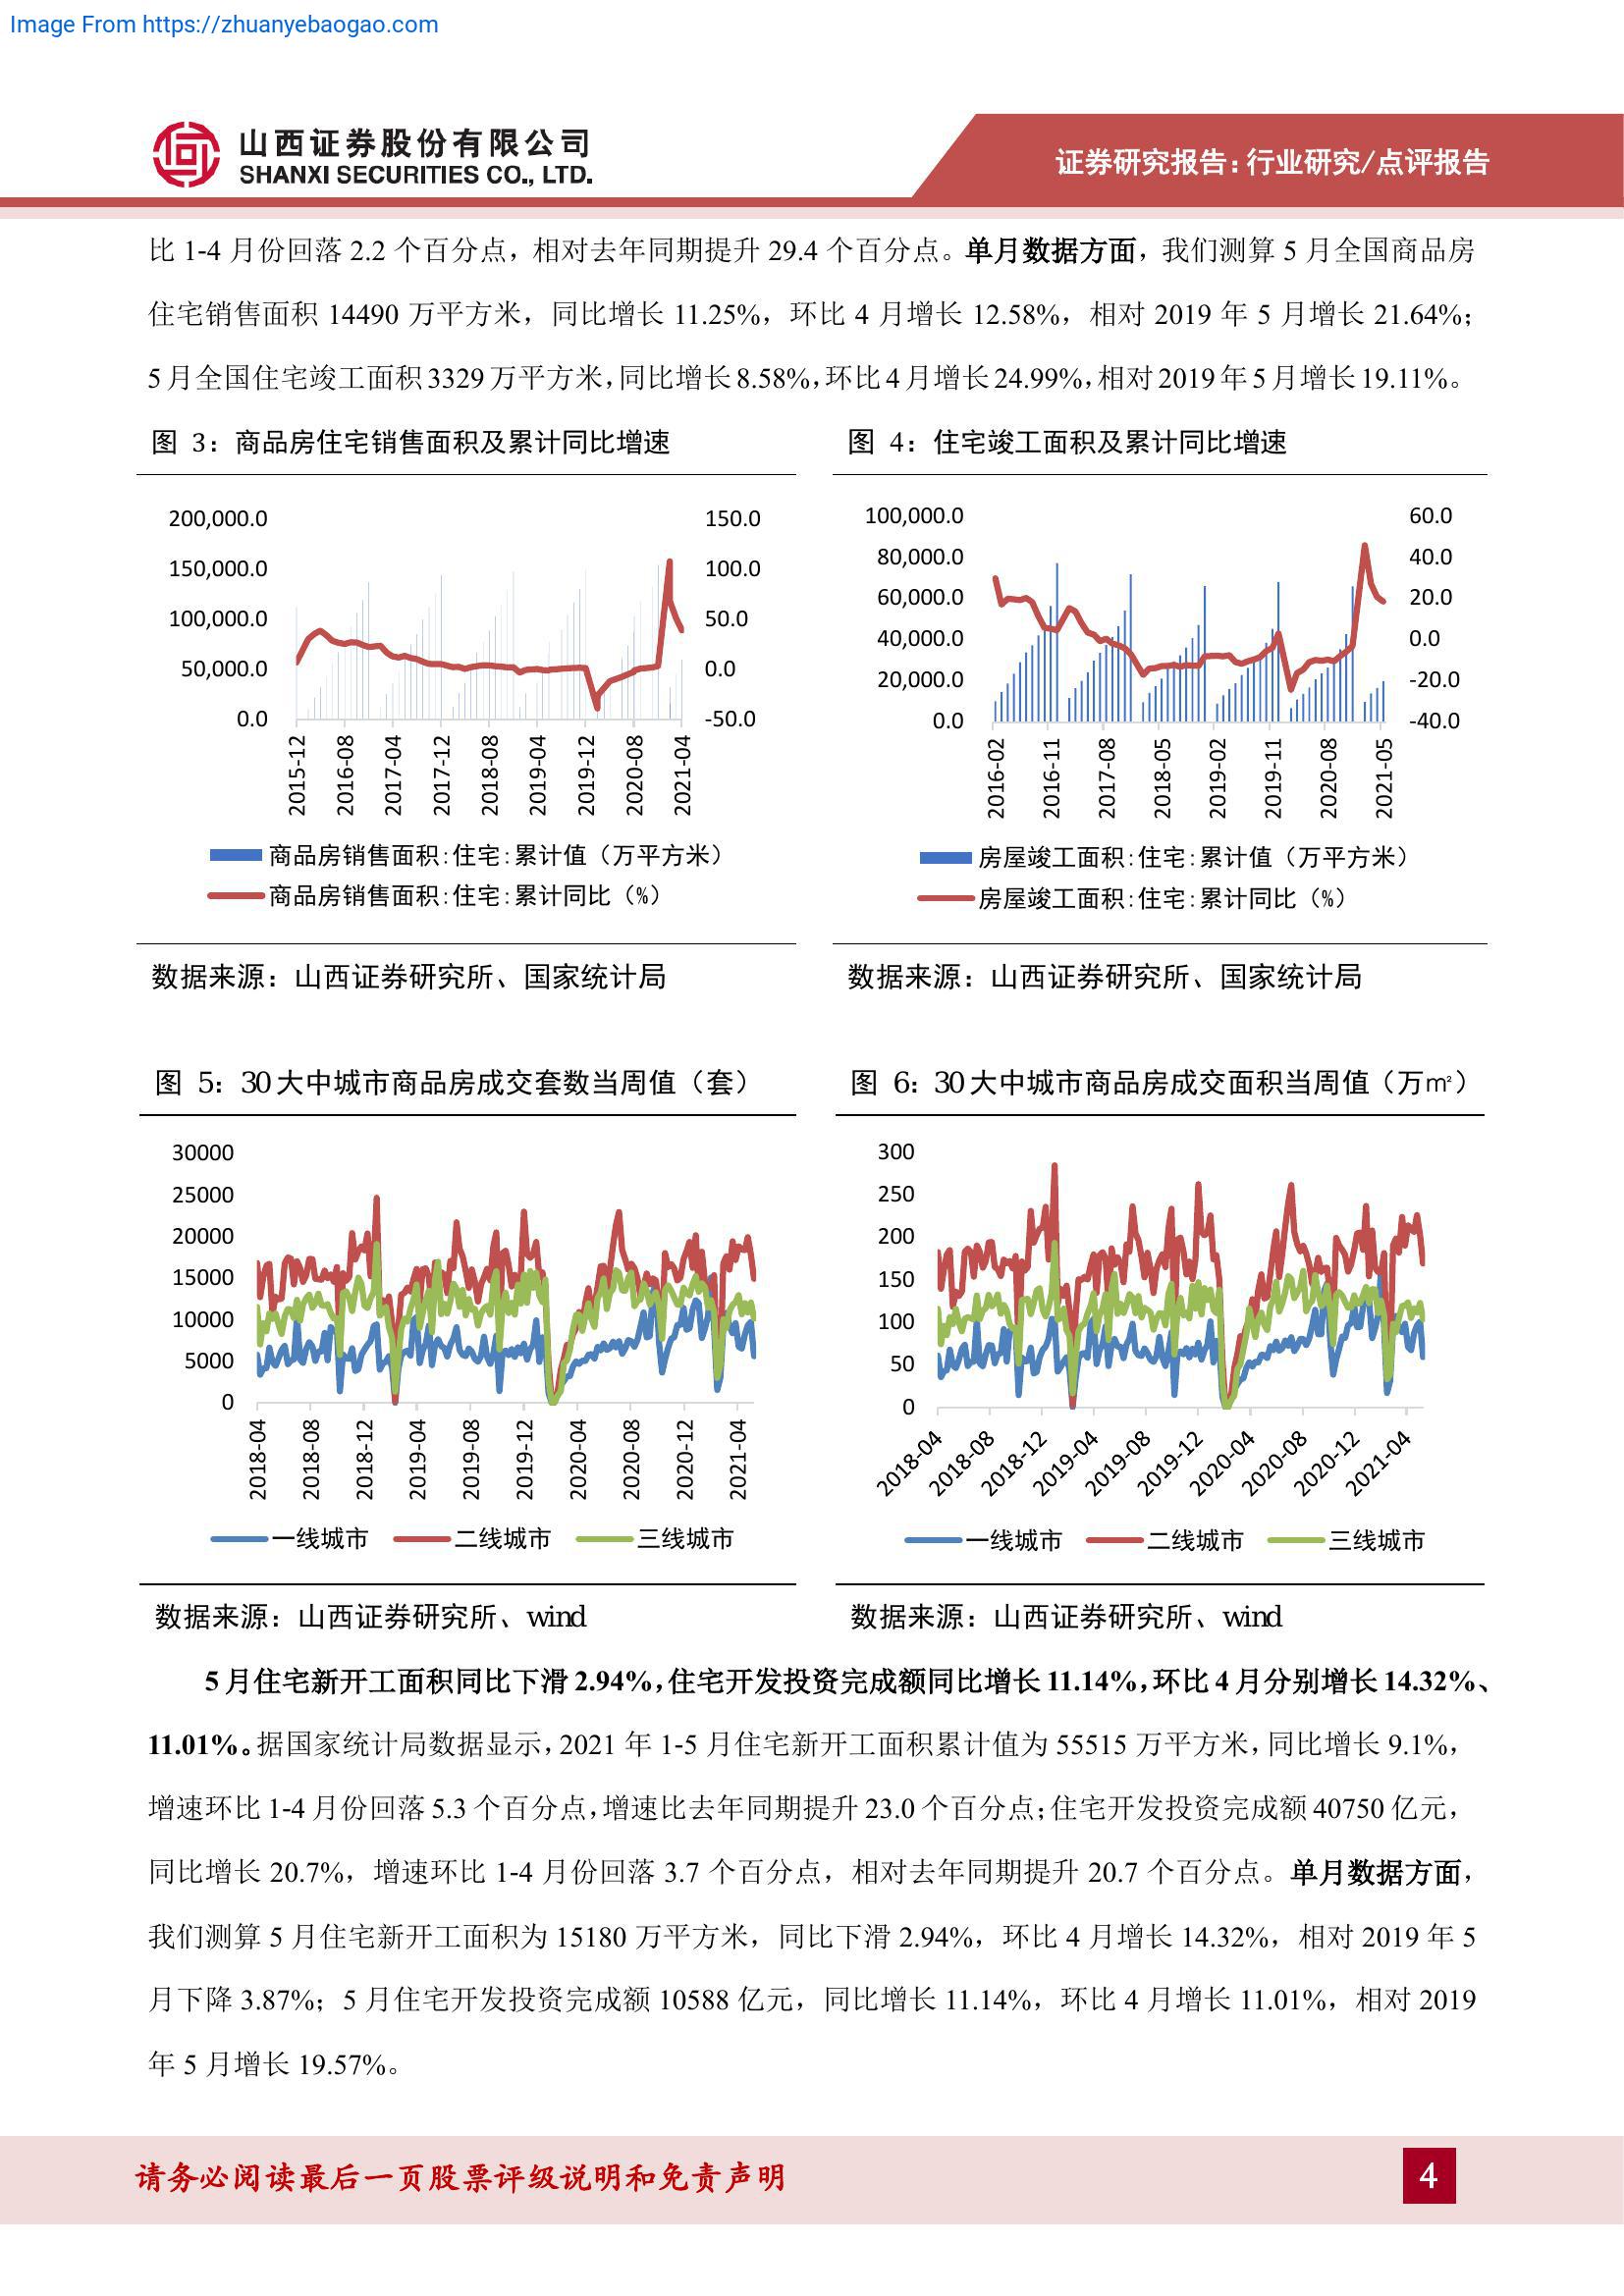 Image From https://zhuanyebaogao.com
山西证券股份有限公司
SHANXI SECURITIES CO., LTD.
证券研究报告:行业研究/点评报告
比 1-4 月份回落 2.2 个百分点，相对去年同期提升 29.4 个百分点。单月数据方面，我们测算 5 月全国商品房
住宅销售面积 14490 万平方米，同比增长 11.25%，环比 4 月增长 12.58%，相对 2019 年 5 月增长 21.64%；
5 月全国住宅竣工面积 3329 万平方米，同比增长 8.58%，环比 4 月增长 24.99%，相对 2019 年 5 月增长 19.11%。
图 3：商品房住宅销售面积及累计同比增速
200,000.0
150,000.0
100,000.0
50,000.0
0.0
150.0
100.0
50.0
0.0
-50.0
2015-12
2016-08
2017-04
2017-12
2018-08
2019-04
2019-12
2020-08
2021-04
商品房销售面积:住宅:累计值（万平方米）
商品房销售面积:住宅:累计同比（%）
数据来源：山西证券研究所、国家统计局
图 4：住宅竣工面积及累计同比增速
100,000.0
80,000.0
60,000.0
40,000.0
20,000.0
0.0
60.0
40.0
20.0
0.0
-20.0
-40.0
2016-02
2016-11
2017-08
2018-05
2019-02
2019-11
2020-08
2021-05
房屋竣工面积:住宅:累计值（万平方米）
房屋竣工面积:住宅:累计同比（%）
数据来源：山西证券研究所、国家统计局
图 5：30 大中城市商品房成交套数当周值（套）
30000
25000
20000
15000
10000
5000
0
2018-04
2018-08
2018-12
2019-04
2019-08
2019-12
2020-04
2020-08
2020-12
2021-04
一线城市 二线城市 三线城市
数据来源：山西证券研究所、wind
图 6：30 大中城市商品房成交面积当周值（万㎡）
300
250
200
150
100
50
0
2018-04
2018-08
2018-12
2019-04
2019-08
2019-12
2020-04
2020-08
2020-12
2021-04
一线城市 二线城市 三线城市
数据来源：山西证券研究所、wind
5 月住宅新开工面积同比下滑 2.94%，住宅开发投资完成额同比增长 11.14%，环比 4 月分别增长 14.32%、
11.01%。据国家统计局数据显示，2021 年 1-5 月住宅新开工面积累计值为 55515 万平方米，同比增长 9.1%，
增速环比 1-4 月份回落 5.3 个百分点，增速比去年同期提升 23.0 个百分点；住宅开发投资完成额 40750 亿元，
同比增长 20.7%，增速环比 1-4 月份回落 3.7 个百分点，相对去年同期提升 20.7 个百分点。单月数据方面，
我们测算 5 月住宅新开工面积为 15180 万平方米，同比下滑 2.94%，环比 4 月增长 14.32%，相对 2019 年 5
月下降 3.87%；5 月住宅开发投资完成额 10588 亿元，同比增长 11.14%，环比 4 月增长 11.01%，相对 2019
年 5 月增长 19.57%。
请务必阅读最后一页股票评级说明和免责声明
4